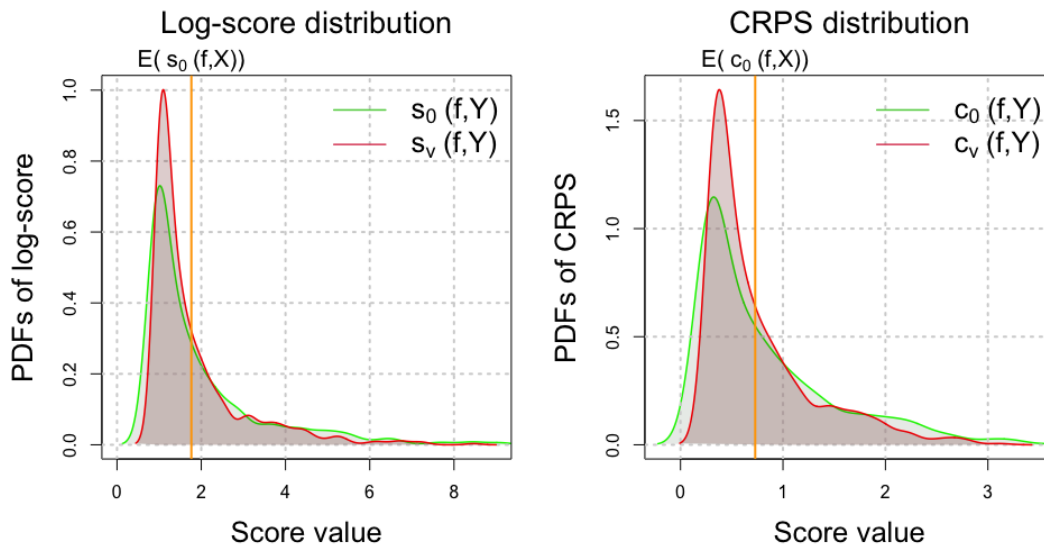 Log-score distribution
E( s₀ (f,X))
s₀ (f,Y)
sᵥ (f,Y)
PDFs of log-score
1.0
0.8
0.6
0.4
0.2
0.0
0 2 4 6 8
Score value
CRPS distribution
E( c₀ (f,X))
c₀ (f,Y)
cᵥ (f,Y)
PDFs of CRPS
1.5
1.0
0.5
0.0
0 1 2 3
Score value